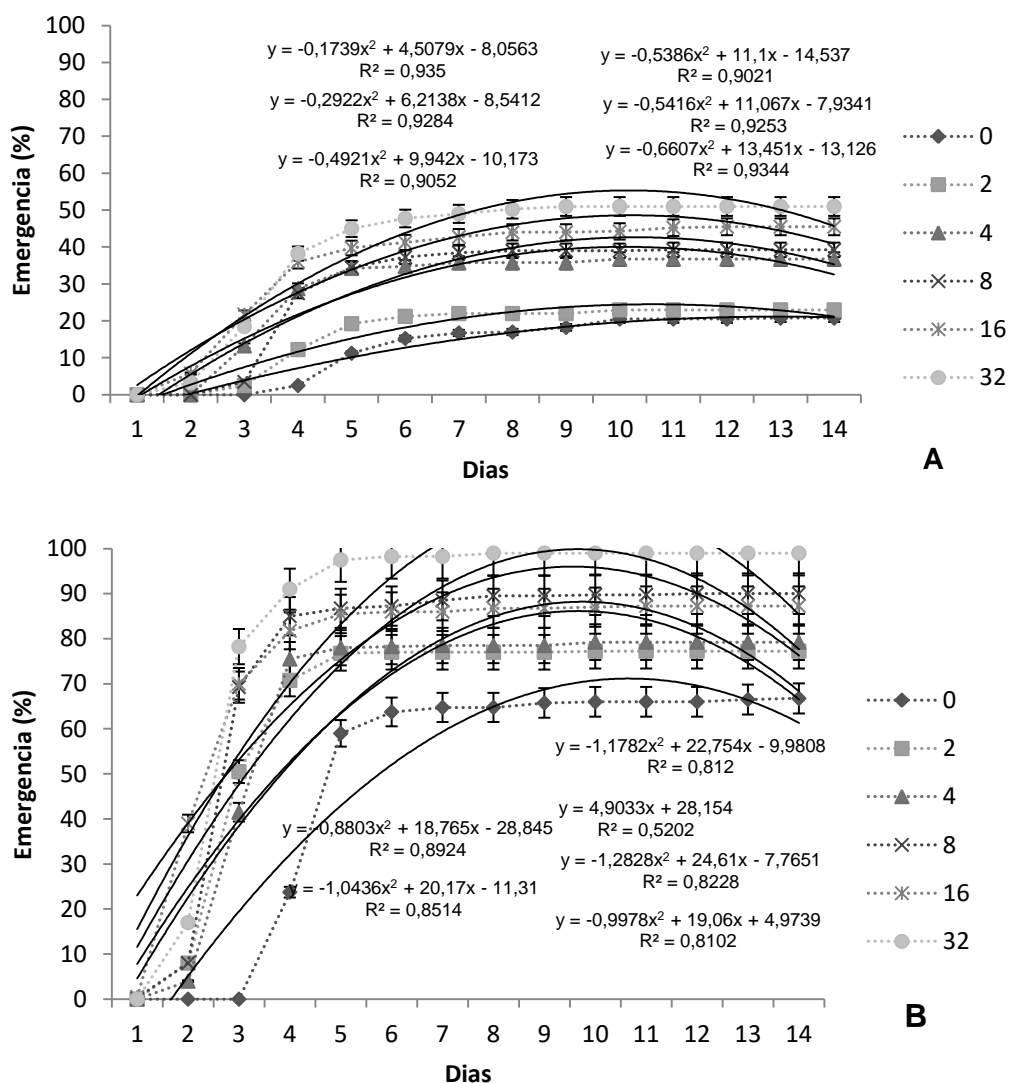 100
90
80
70
60
50
40
30
20
10
0
Emergencia (%)
y = -0,1739x² + 4,5079x - 8,0563
R² = 0,935
y = -0,2922x² + 6,2138x - 8,5412
R² = 0,9284
y = -0,4921x² + 9,942x - 10,173
R² = 0,9052
y = -0,5386x² + 11,1x - 14,537
R² = 0,9021
y = -0,5416x² + 11,067x - 7,9341
R² = 0,9253
y = -0,6607x² + 13,451x - 13,126
R² = 0,9344
1 2 3 4 5 6 7 8 9 10 11 12 13 14
Dias
0
2
4
8
16
32
A
100
90
80
70
60
50
40
30
20
10
0
Emergencia (%)
y = -1,1782x² + 22,754x - 9,9808
R² = 0,812
y = -0,8803x² + 18,765x - 28,845
R² = 0,8924
y = 4,9033x + 28,154
R² = 0,5202
y = -1,0436x² + 20,17x - 11,31
R² = 0,8514
y = -1,2828x² + 24,61x - 7,7651
R² = 0,8228
y = -0,9978x² + 19,06x + 4,9739
R² = 0,8102
1 2 3 4 5 6 7 8 9 10 11 12 13 14
Dias
0
2
4
8
16
32
B